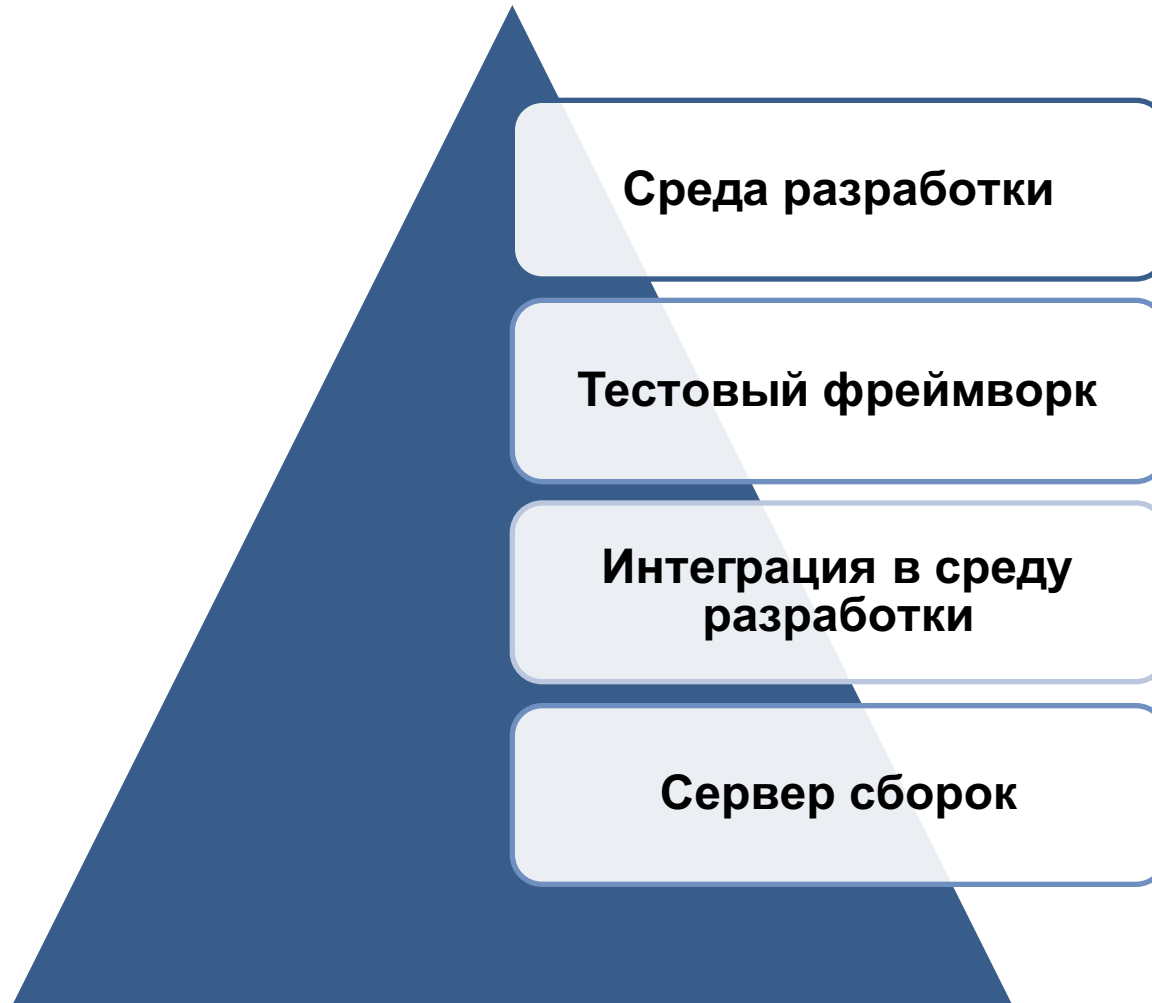 Среда разработки
Тестовый фреймворк
Интеграция в среду
разработки
Сервер сборок